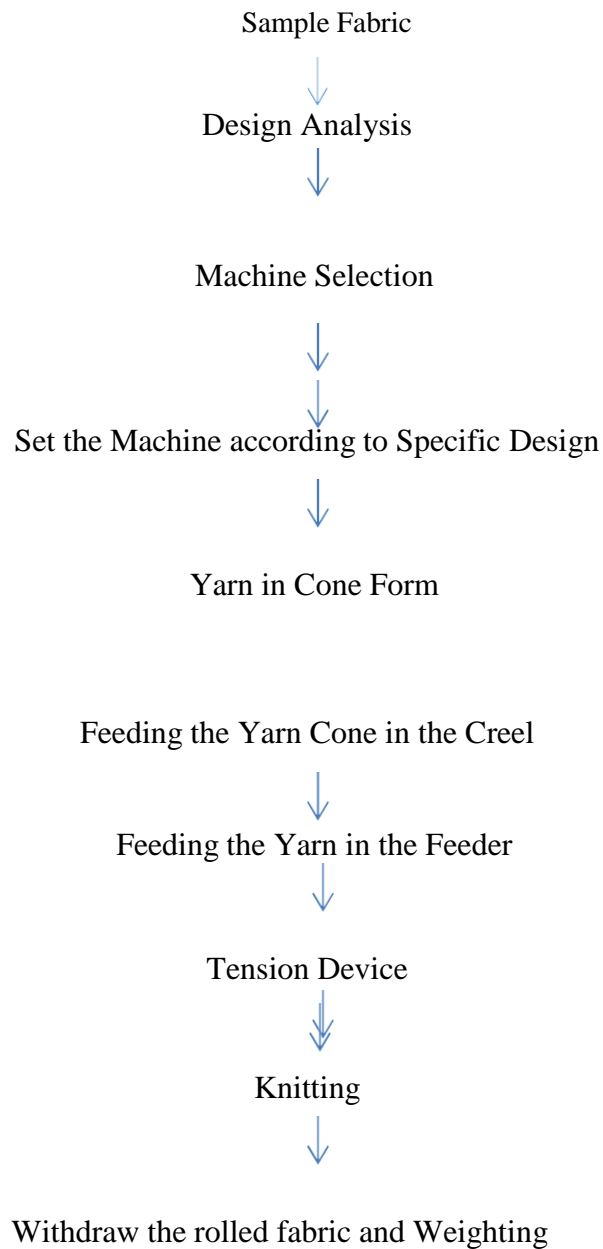 Sample Fabric
Design Analysis
Machine Selection
Set the Machine according to Specific Design
Yarn in Cone Form
Feeding the Yarn Cone in the Creel
Feeding the Yarn in the Feeder
Tension Device
Knitting
Withdraw the rolled fabric and Weighting